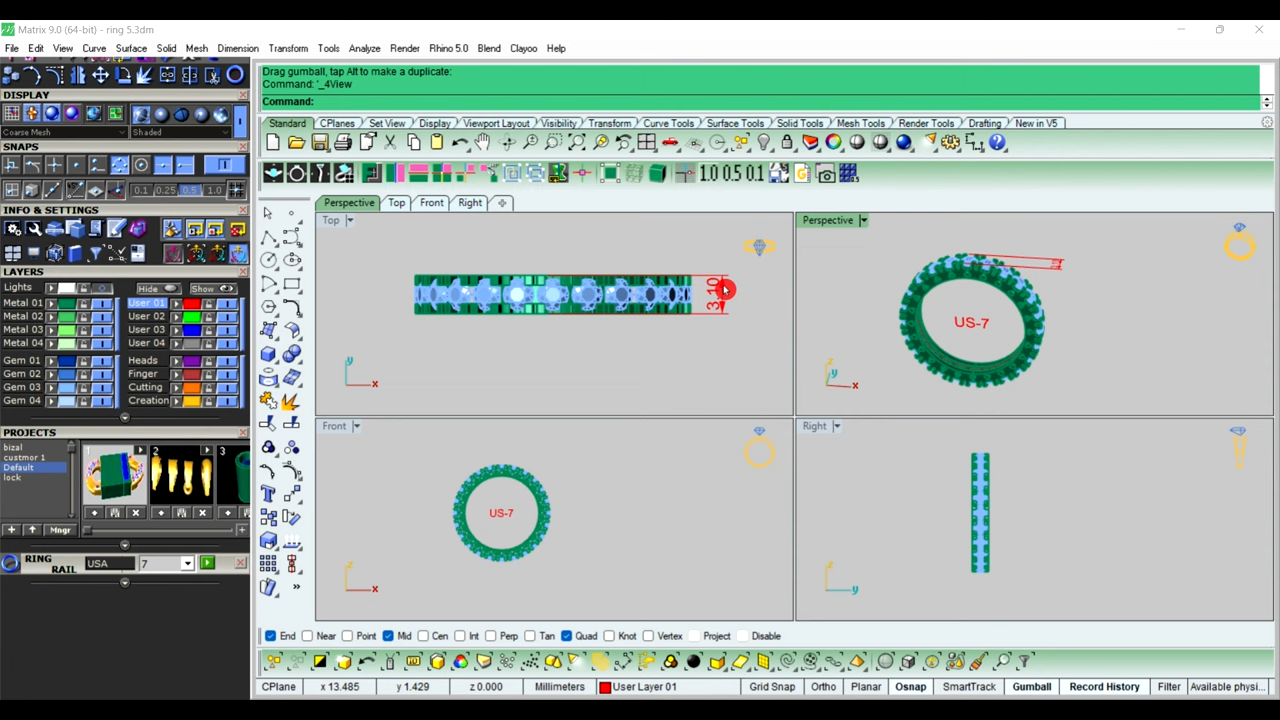 Matrix 9.0 (64-bit) - ring 5.3dm
File Edit View Curve Surface Solid Mesh Dimension Transform Tools Analyze Render Rhino 5.0 Blend Clayoo Help
Drag gumball, tap Alt to make a duplicate:
Command: '_4View
Command:
DISPLAY
Coarse Mesh Shaded
SNAPS
0.1 0.25 0.5 1.0
INFO & SETTINGS
LAYERS
Lights Hide Show
Metal 01 User 01
Metal 02 User 02
Metal 03 User 03
Metal 04 User 04
Gem 01 Heads
Gem 02 Finger
Gem 03 Cutting
Gem 04 Creation
PROJECTS
bizal
custmor 1
Default
lock
1 2 3
Mngr
RING RAIL USA 7
Standard CPlanes Set View Display Viewport Layout Visibility Transform Curve Tools Surface Tools Solid Tools Mesh Tools Render Tools Drafting New in V5
1.0 0.5 0.1
Perspective Top Front Right
Top
y
x
Perspective
US-7
z
y
x
Front
US-7
z
x
Right
z
y
End Near Point Mid Cen Int Perp Tan Quad Knot Vertex Project Disable
CPlane x 13.485 y 1.429 z 0.000 Millimeters User Layer 01 Grid Snap Ortho Planar Osnap SmartTrack Gumball Record History Filter Available physi...